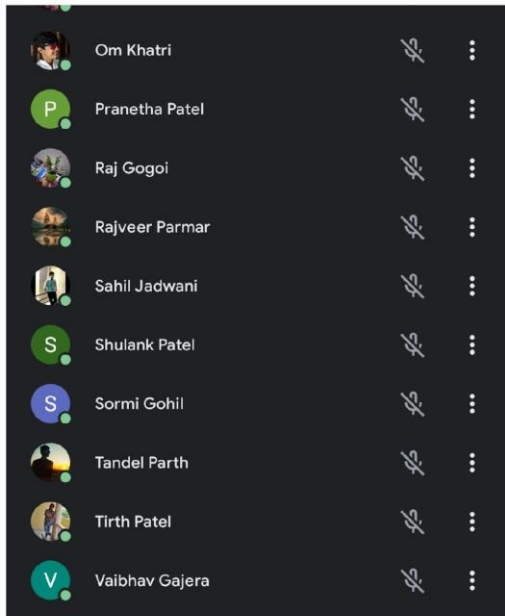 Om Khatri
P Pranetha Patel
Raj Gogoi
Rajveer Parmar
Sahil Jadwani
S Shulank Patel
S Sormi Gohil
Tandel Parth
Tirth Patel
V Vaibhav Gajera